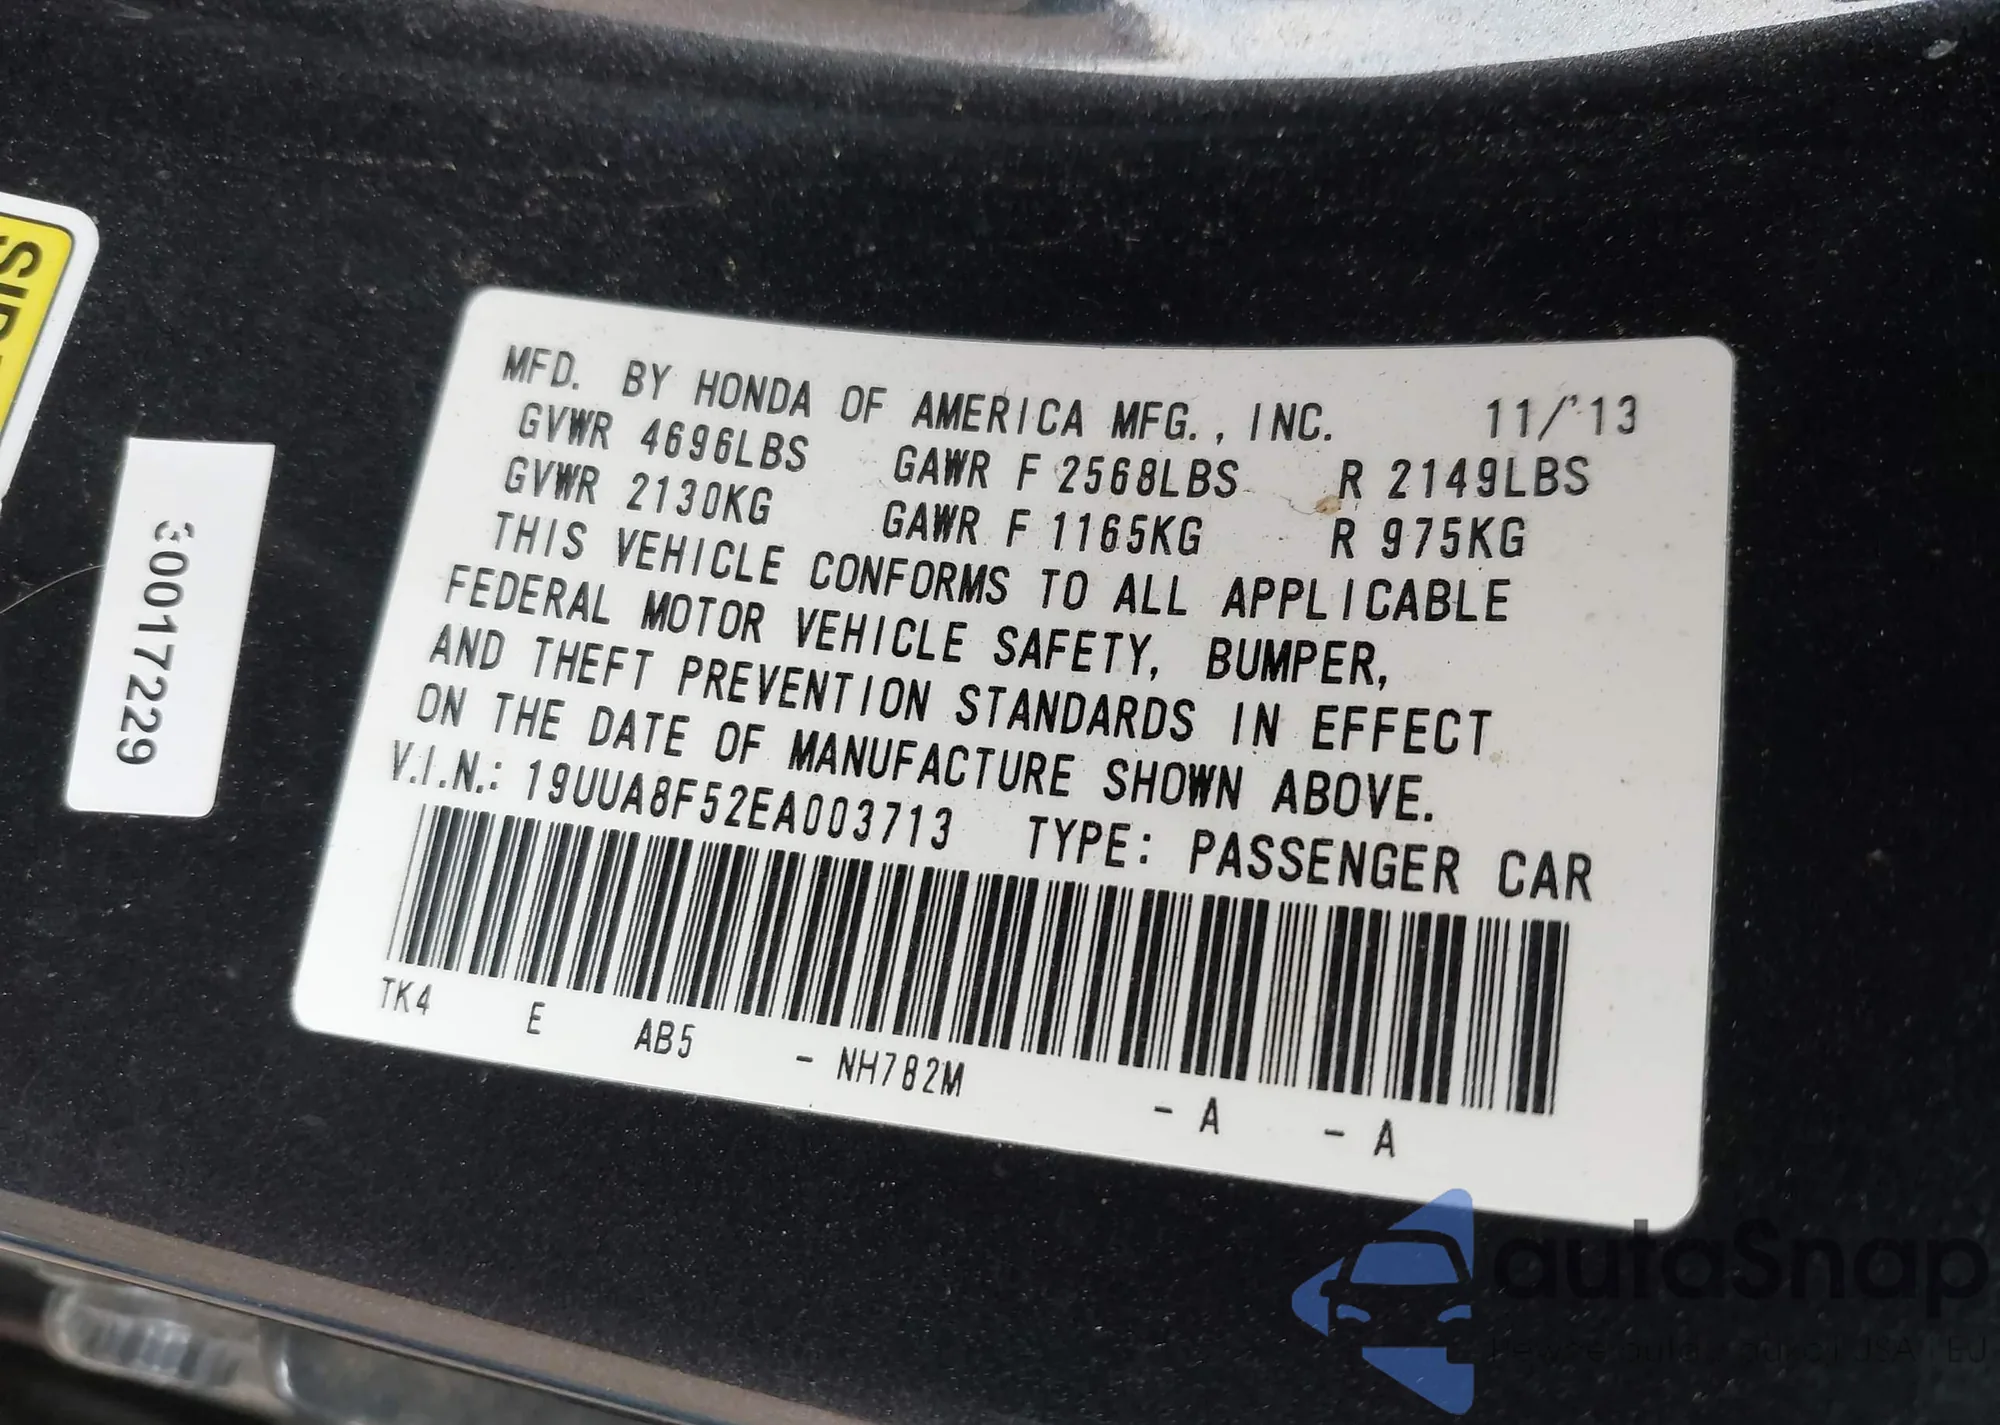 MFD. BY HONDA OF AMERICA MFG., INC. 11/'13
GVWR 4696LBS GAWR F 2568LBS R 2149LBS
GVWR 2130KG GAWR F 1165KG R 975KG
THIS VEHICLE CONFORMS TO ALL APPLICABLE
FEDERAL MOTOR VEHICLE SAFETY, BUMPER,
AND THEFT PREVENTION STANDARDS IN EFFECT
ON THE DATE OF MANUFACTURE SHOWN ABOVE.
V.I.N.: 19UUA8F52EA003713 TYPE: PASSENGER CAR
TK4 E AB5 - NH782M - A - A
30017229
autaSnap